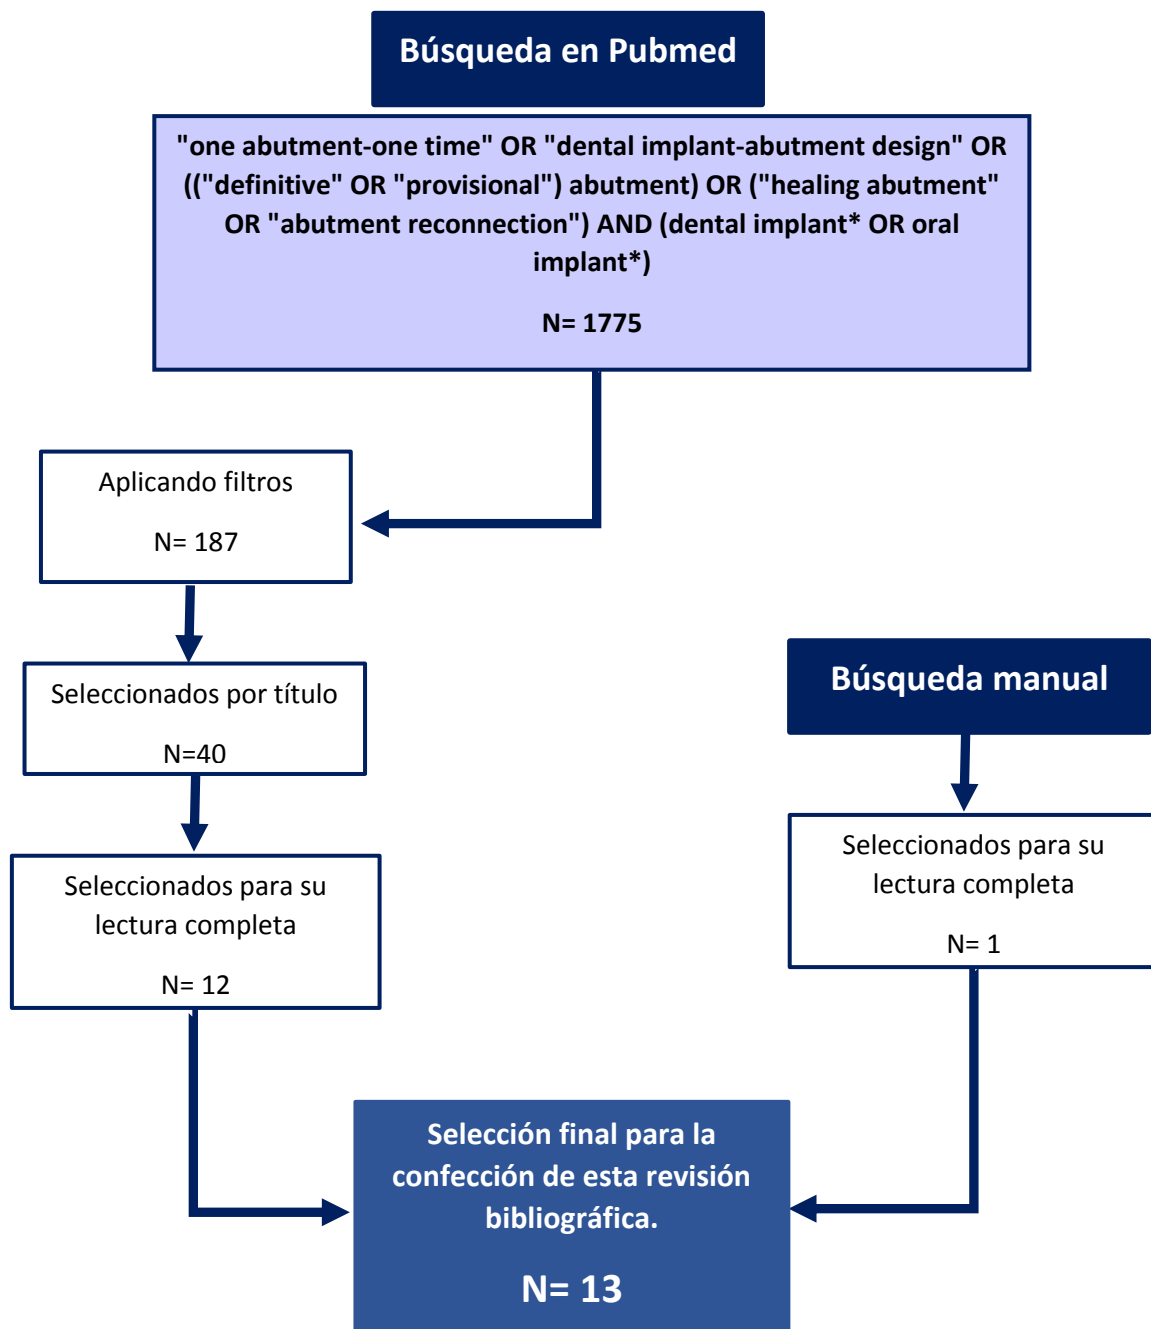 Búsqueda en Pubmed
"one abutment-one time" OR "dental implant-abutment design" OR
(("definitive" OR "provisional") abutment) OR ("healing abutment"
OR "abutment reconnection") AND (dental implant* OR oral
implant*)
N= 1775
Aplicando filtros
N= 187
Seleccionados por título
N=40
Seleccionados para su
lectura completa
N= 12
Búsqueda manual
Seleccionados para su
lectura completa
N= 1
Selección final para la
confección de esta revisión
bibliográfica.
N= 13